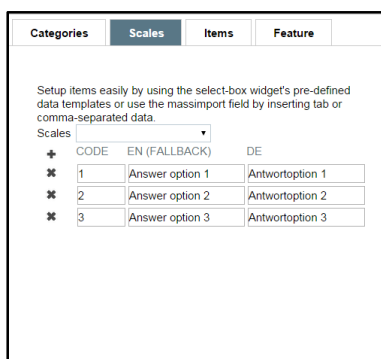 Categories Scales Items Feature
Setup items easily by using the select-box widget's pre-defined
data templates or use the massimport field by inserting tab or
comma-separated data.
Scales
CODE EN (FALLBACK) DE
1 Answer option 1 Antwortoption 1
2 Answer option 2 Antwortoption 2
3 Answer option 3 Antwortoption 3